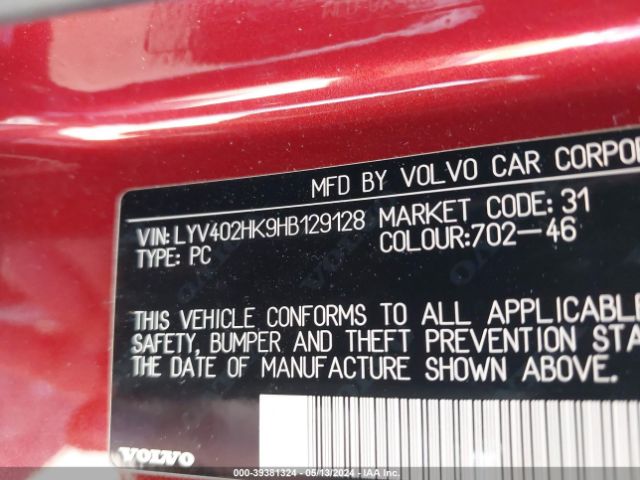 MFD BY VOLVO CAR CORPO
VIN:LYV402HK9HB129128 MARKET CODE: 31
TYPE: PC COLOUR:702-46
THIS VEHICLE CONFORMS TO ALL APPLICABLE
SAFETY, BUMPER AND THEFT PREVENTION STA
THE DATE OF MANUFACTURE SHOWN ABOVE.
VOLVO
000-39381324 - 05/13/2024 - IAA Inc.